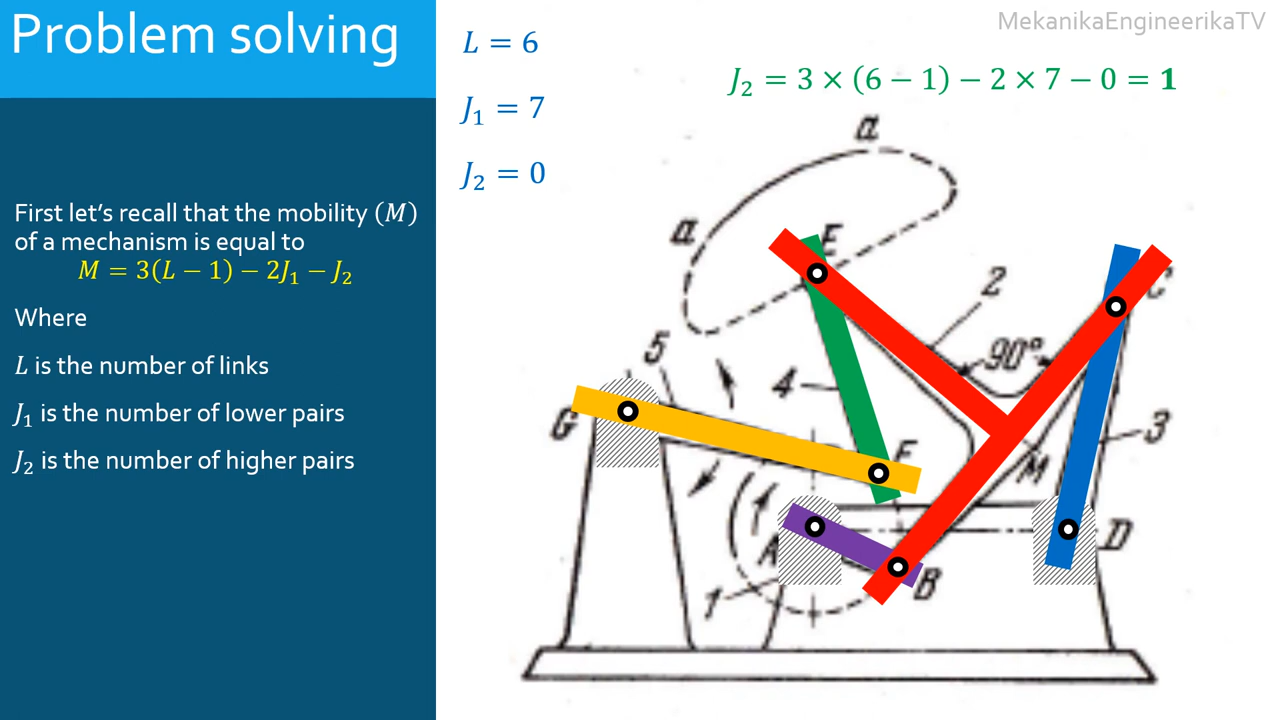 Problem solving
First let's recall that the mobility (M)
of a mechanism is equal to
M = 3(L − 1) − 2J₁ − J₂
Where
L is the number of links
J₁ is the number of lower pairs
J₂ is the number of higher pairs
L = 6
J₁ = 7
J₂ = 0
MekanikaEngineerikaTV
J₂ = 3 × (6 − 1) − 2 × 7 − 0 = 1
a
a
E
2
C
90°
5
4
G
F
3
M
A
D
B
1